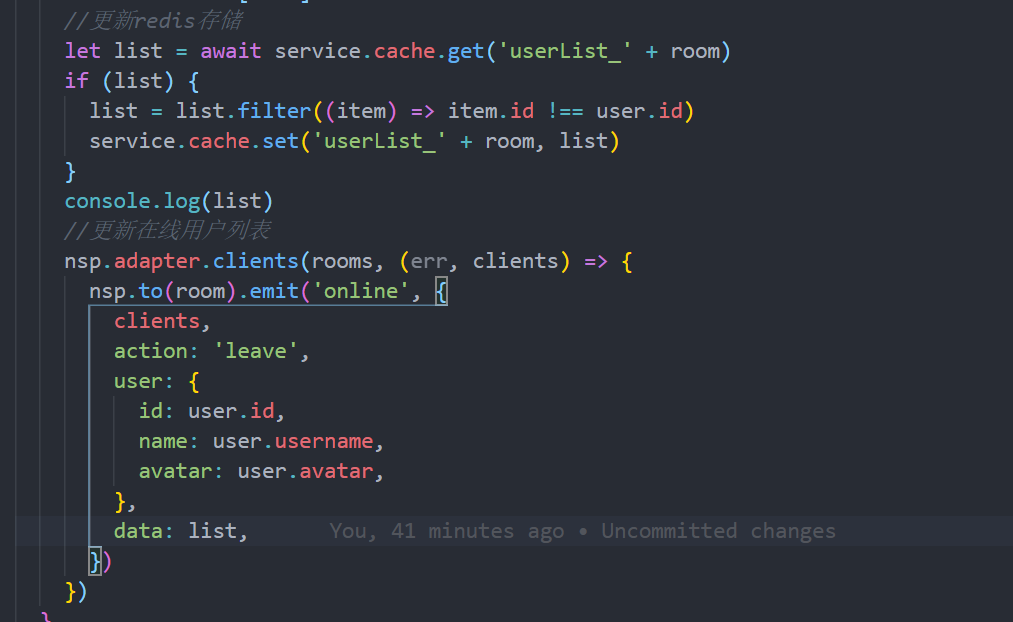 //更新redis存储
let list = await service.cache.get('userList_' + room)
if (list) {
list = list.filter((item) => item.id !== user.id)
service.cache.set('userList_' + room, list)
}
console.log(list)
//更新在线用户列表
nsp.adapter.clients(rooms, (err, clients) => {
nsp.to(room).emit('online', {
clients,
action: 'leave',
user: {
id: user.id,
name: user.username,
avatar: user.avatar,
},
data: list, You, 41 minutes ago • Uncommitted changes
})
})